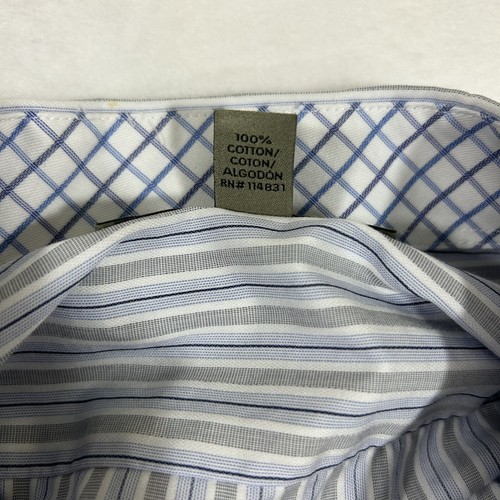 100%
COTTON/
COTON/
ALGODÓN
RN# 114831